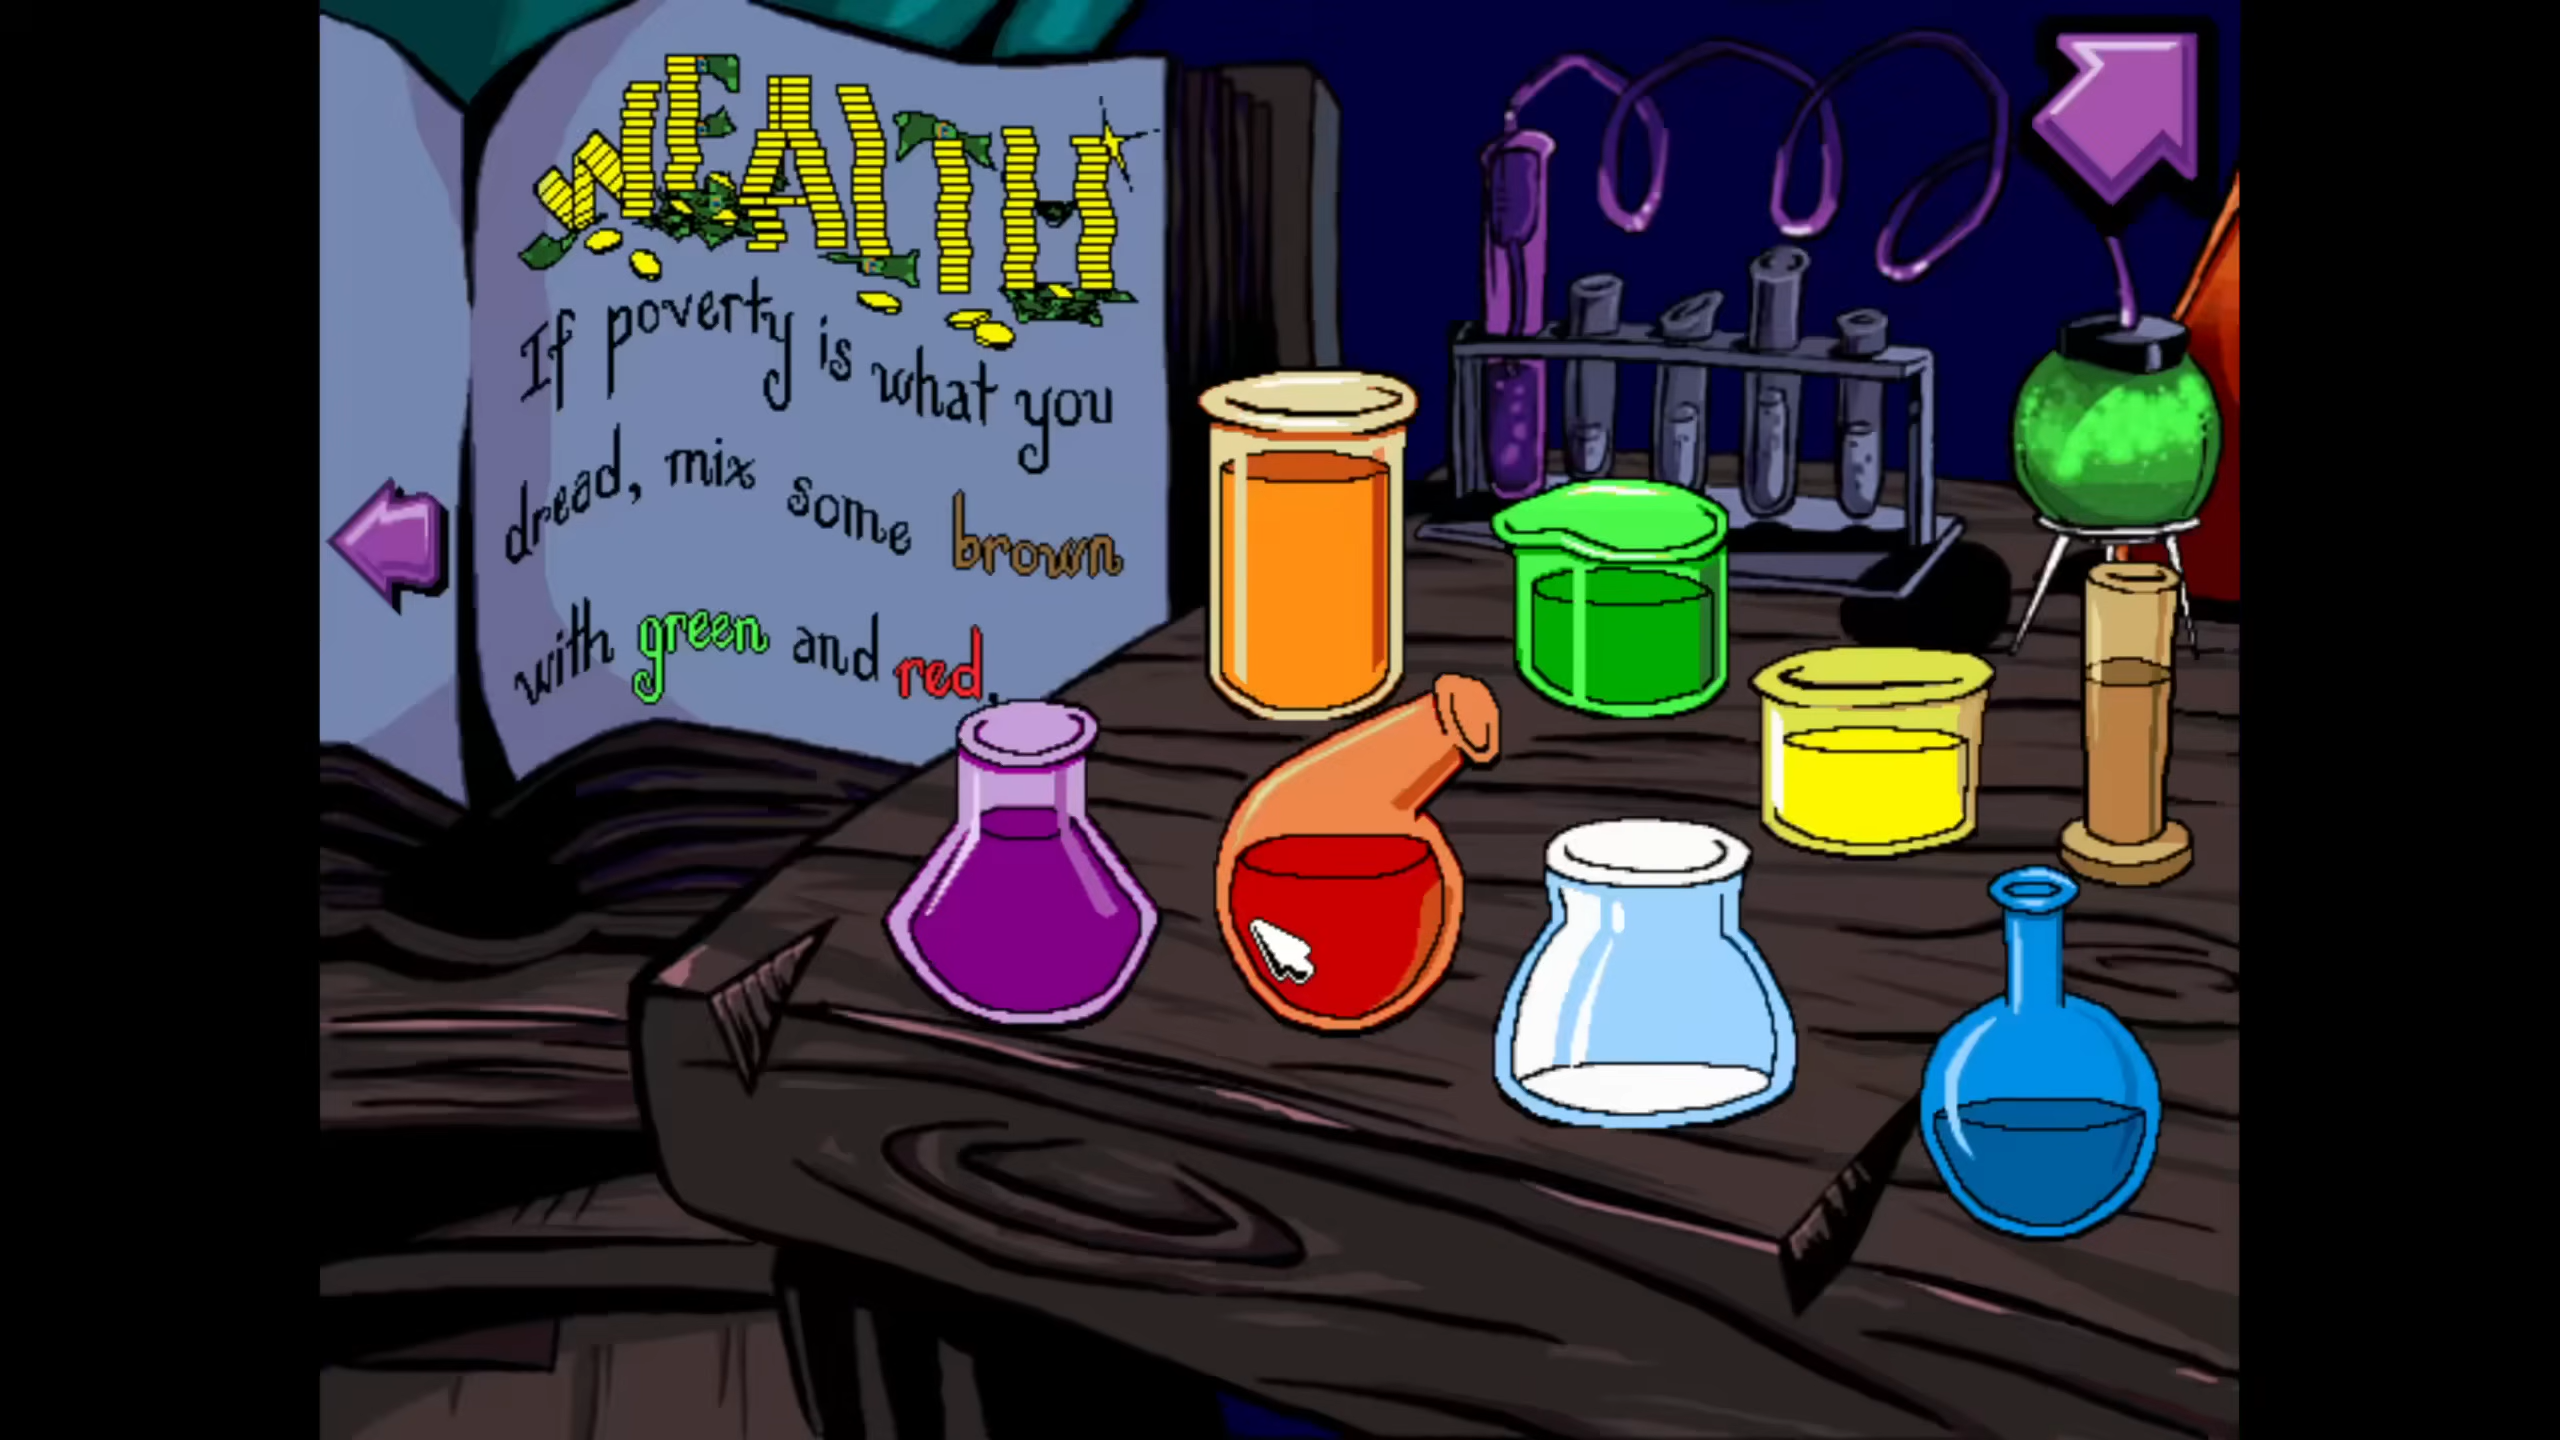 WEALTH
If poverty is what you
dread, mix some brown
with green and red.